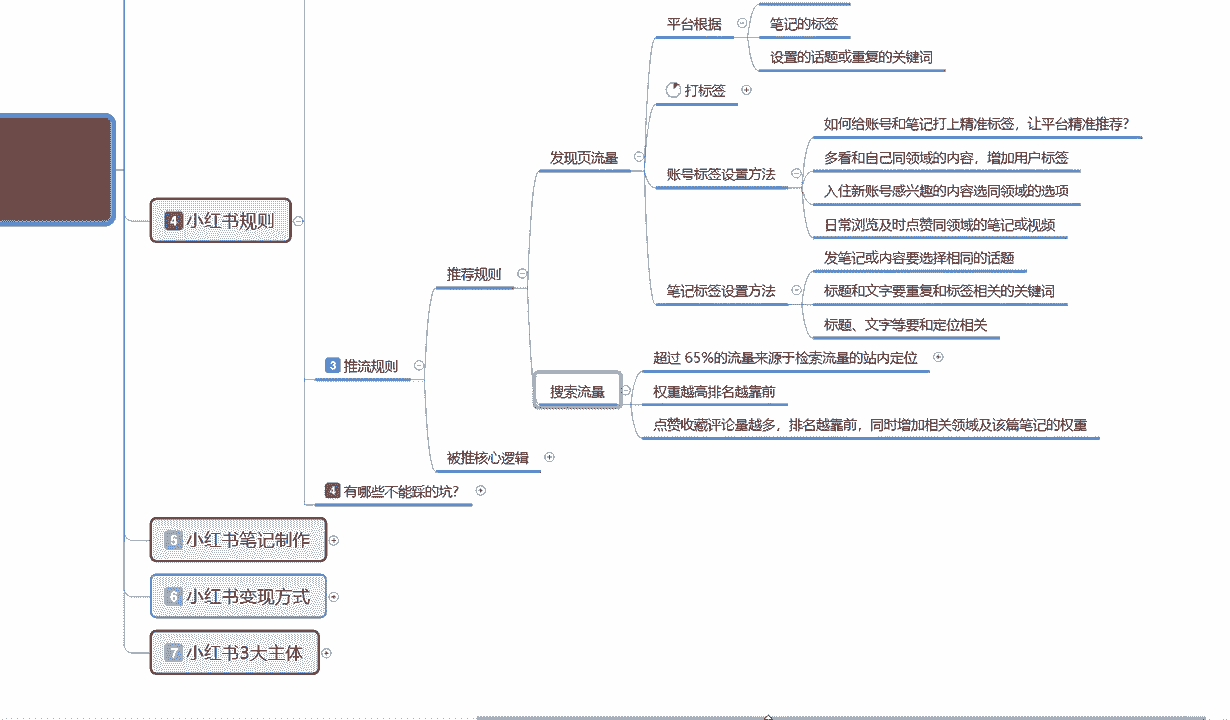 平台根据
笔记的标签
设置的话题或重复的关键词
打标签
发现页流量
账号标签设置方法
如何给账号和笔记打上精准标签，让平台精准推荐？
多看和自己同领域的内容，增加用户标签
入住新账号感兴趣的内容选同领域的选项
日常浏览及时点赞同领域的笔记或视频
4 小红书规则
推荐规则
笔记标签设置方法
发笔记或内容要选择相同的话题
标题和文字要重复和标签相关的关键词
标题、文字等要和定位相关
3 推流规则
搜索流量
超过 65%的流量来源于检索流量的站内定位
权重越高排名越靠前
点赞收藏评论量越多，排名越靠前，同时增加相关领域及该篇笔记的权重
被推核心逻辑
4 有哪些不能踩的坑？
5 小红书笔记制作
6 小红书变现方式
7 小红书3大主体